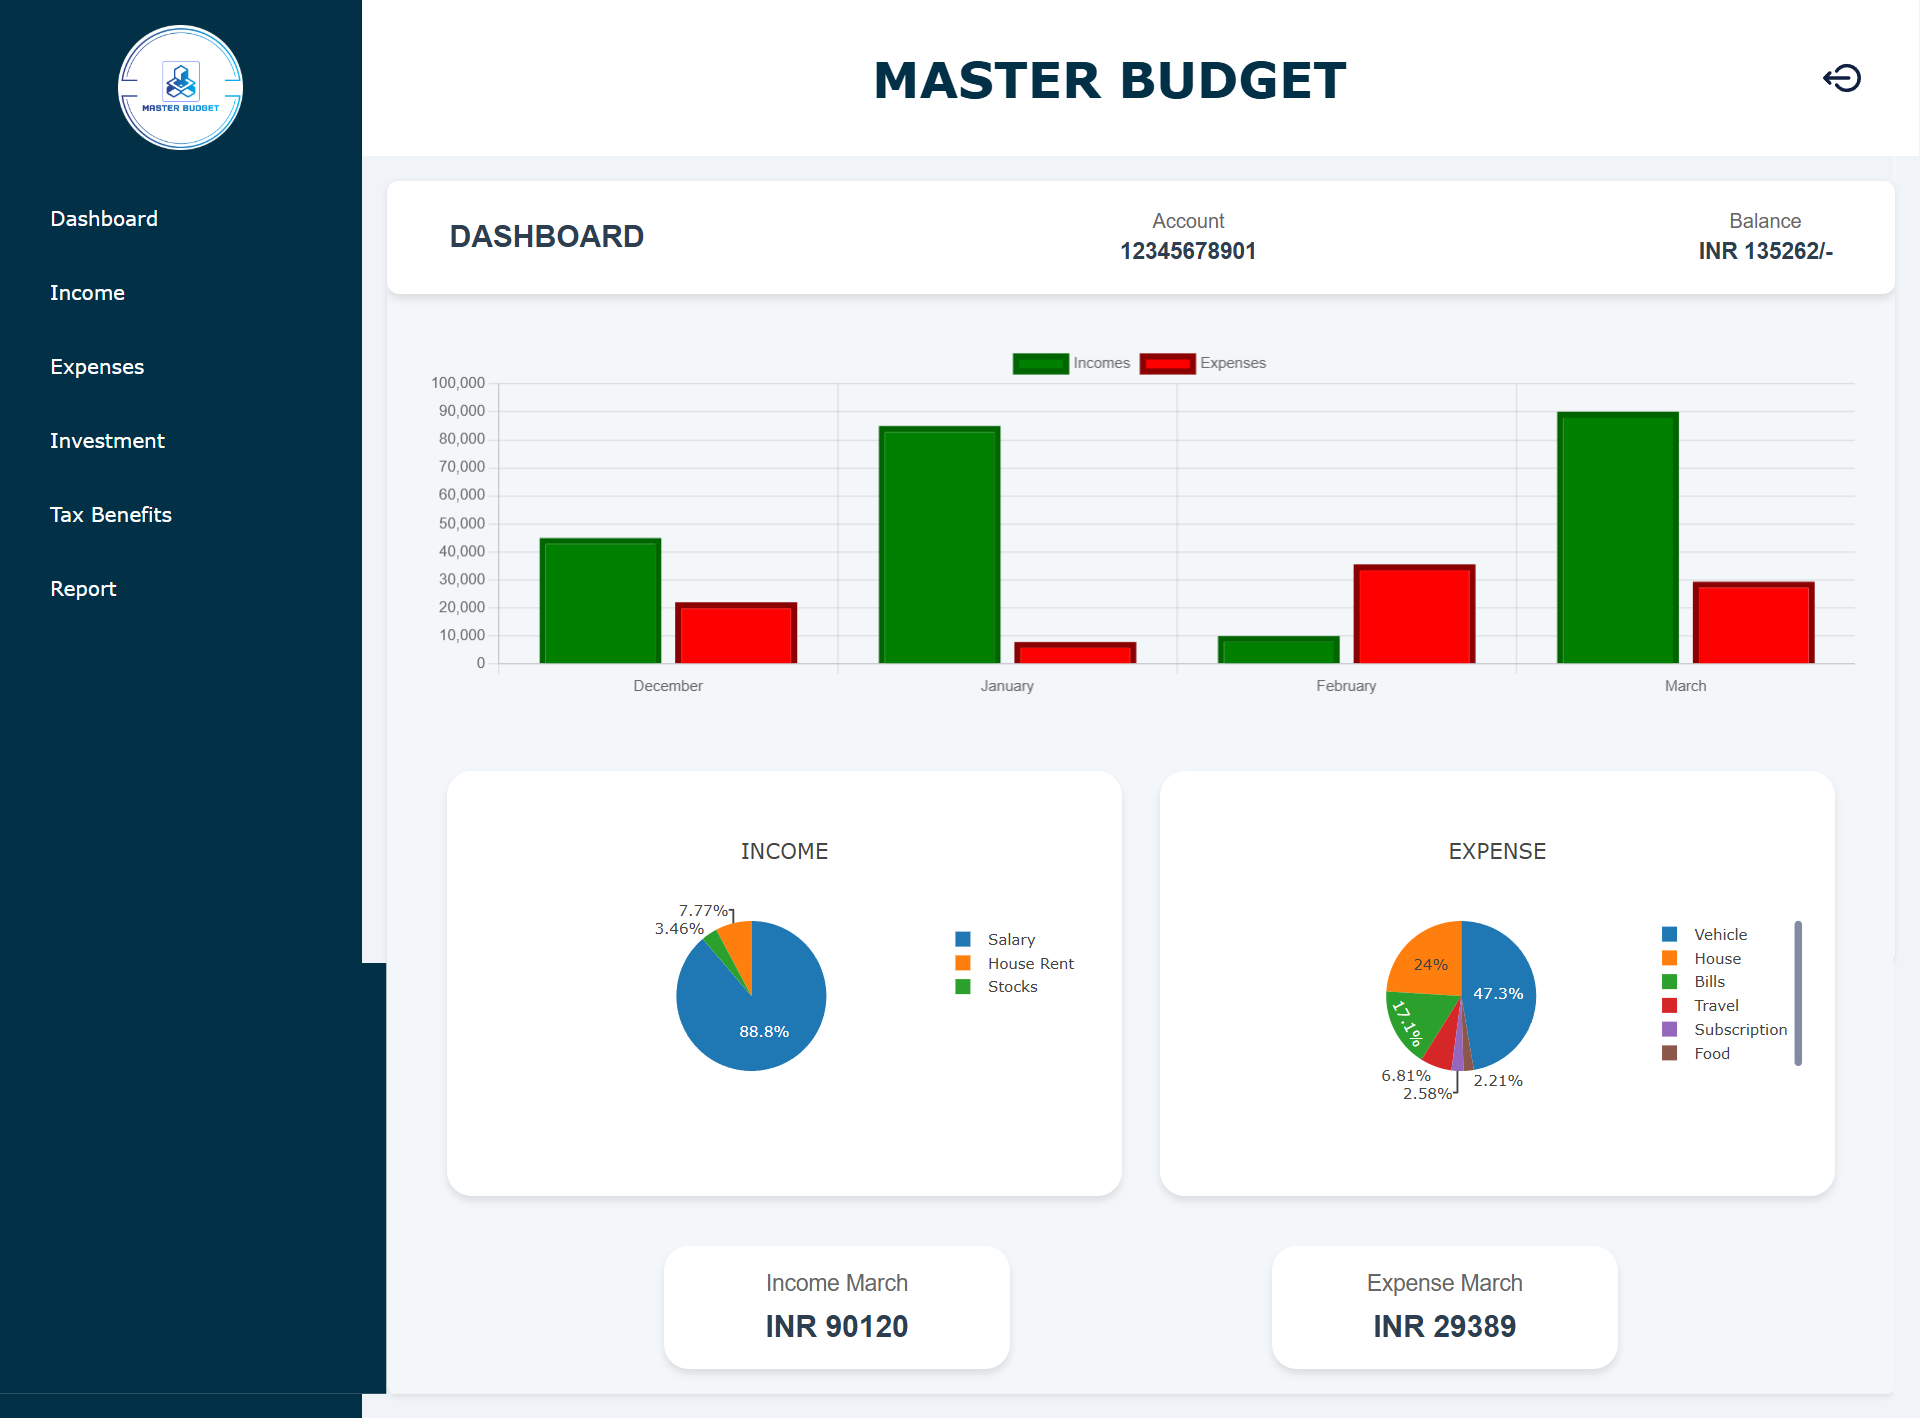 MASTER BUDGET
MASTER BUDGET
Dashboard
Income
Expenses
Investment
Tax Benefits
Report
DASHBOARD
Account
12345678901
Balance
INR 135262/-
Incomes
Expenses
100,000
90,000
80,000
70,000
60,000
50,000
40,000
30,000
20,000
10,000
0
December
January
February
March
INCOME
7.77%
3.46%
88.8%
Salary
House Rent
Stocks
EXPENSE
24%
47.3%
17.1%
6.81%
2.58%
2.21%
Vehicle
House
Bills
Travel
Subscription
Food
Income March
INR 90120
Expense March
INR 29389